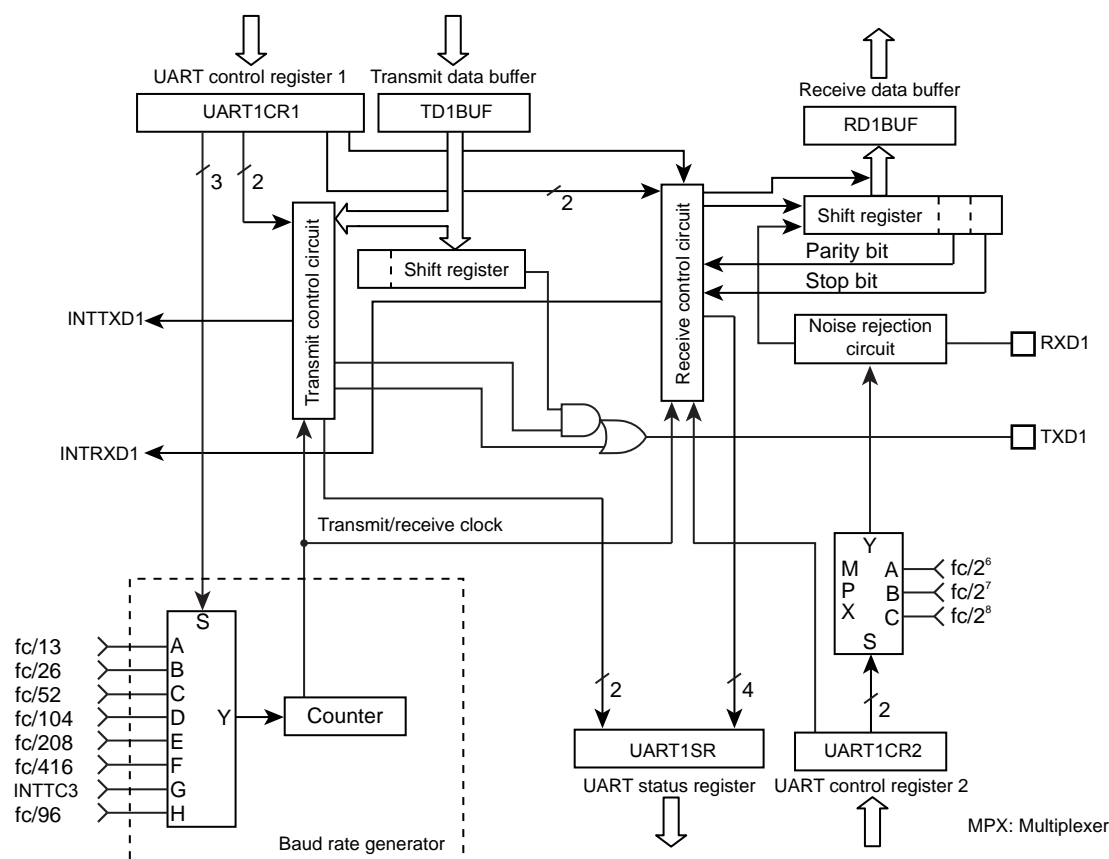 UART control register 1
Transmit data buffer
Receive data buffer
UART1CR1
TD1BUF
RD1BUF
3
2
2
Transmit control circuit
Receive control circuit
Shift register
Shift register
Parity bit
Stop bit
INTTXD1
Noise rejection
circuit
RXD1
INTRXD1
TXD1
Transmit/receive clock
Y
M
P
X
A
B
C
S
fc/2⁶
fc/2⁷
fc/2⁸
S
fc/13
A
fc/26
B
fc/52
C
fc/104
D
fc/208
E
fc/416
F
INTTC3
G
fc/96
H
Y
Counter
2
4
2
UART1SR
UART1CR2
UART status register
UART control register 2
Baud rate generator
MPX: Multiplexer